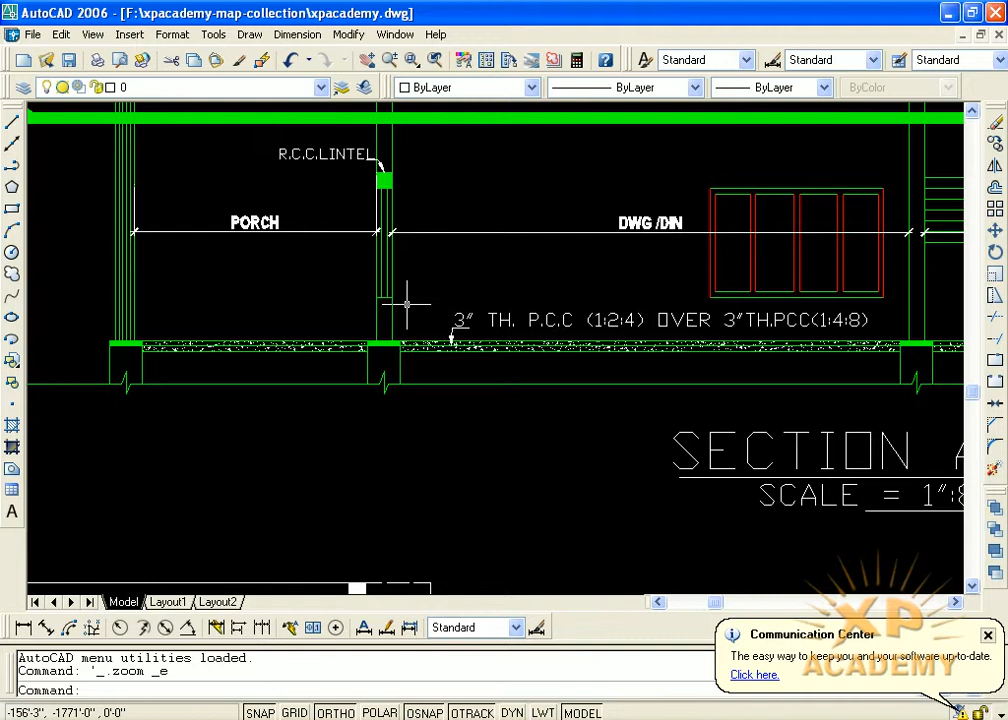 AutoCAD 2006 - [F:\xpacademy-map-collection\xpacademy.dwg]
File Edit View Insert Format Tools Draw Dimension Modify Window Help
Standard Standard Standard
0 ByLayer ByLayer ByLayer ByColor
R.C.C.LINTEL
PORCH DWG /DIN
3" TH. P.C.C (1:2:4) OVER 3"TH.PCC(1:4:8)
SECTION
SCALE = 1":8
Model Layout1 Layout2
Standard
Communication Center
The easy way to keep you and your software up-to-date.
Click here.
XP
ACADEMY
AutoCAD menu utilities loaded.
Command: '_.zoom _e
Command:
-156'-3", -1771'-0", 0'-0" SNAP GRID ORTHO POLAR OSNAP OTRACK DYN LWT MODEL